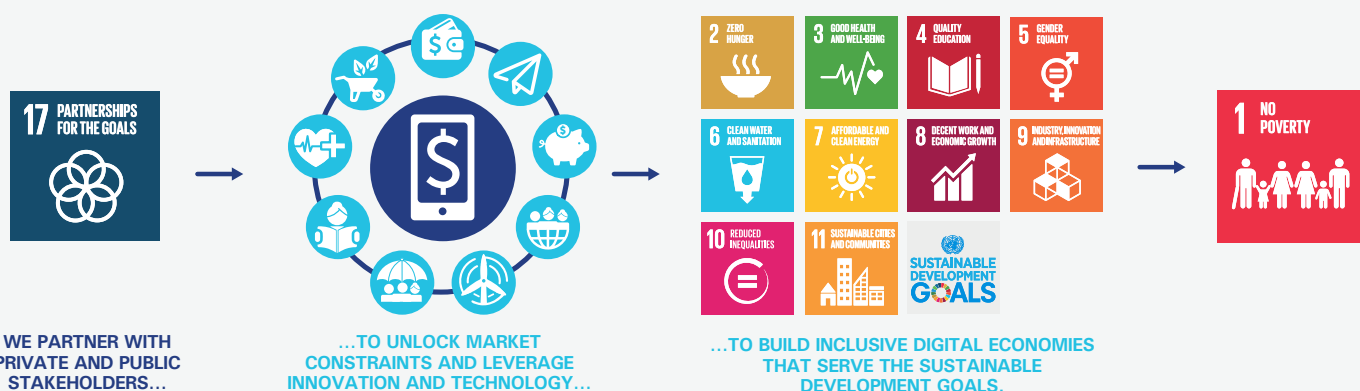 17 PARTNERSHIPS
FOR THE GOALS
WE PARTNER WITH
PRIVATE AND PUBLIC
STAKEHOLDERS...
$
$
$
...TO UNLOCK MARKET
CONSTRAINTS AND LEVERAGE
INNOVATION AND TECHNOLOGY...
2 ZERO
HUNGER
3 GOOD HEALTH
AND WELL-BEING
4 QUALITY
EDUCATION
5 GENDER
EQUALITY
6 CLEAN WATER
AND SANITATION
7 AFFORDABLE AND
CLEAN ENERGY
8 DECENT WORK AND
ECONOMIC GROWTH
9 INDUSTRY, INNOVATION
AND INFRASTRUCTURE
10 REDUCED
INEQUALITIES
11 SUSTAINABLE CITIES
AND COMMUNITIES
SUSTAINABLE
DEVELOPMENT
GOALS
...TO BUILD INCLUSIVE DIGITAL ECONOMIES
THAT SERVE THE SUSTAINABLE
DEVELOPMENT GOALS.
1 NO
POVERTY